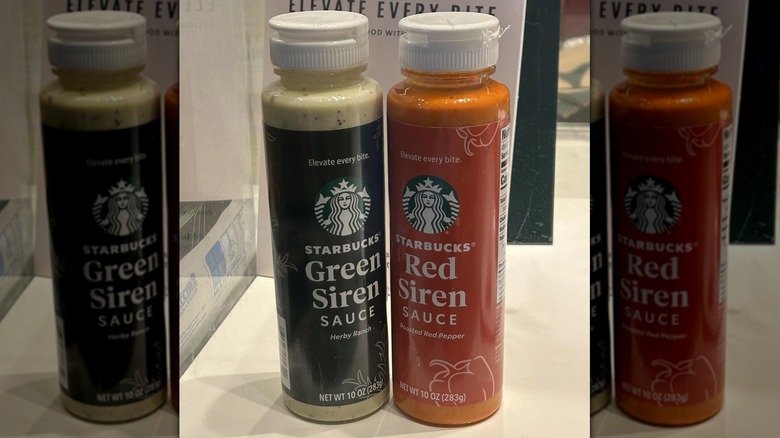 ELEVATE EVERY BITE
Elevate every bite.
STARBUCKS®
Green
Siren
SAUCE
Herby Ranch
NET WT 10 OZ (283g)
Elevate every bite.
STARBUCKS®
Red
Siren
SAUCE
Roasted Red Pepper
NET WT 10 OZ (283g)